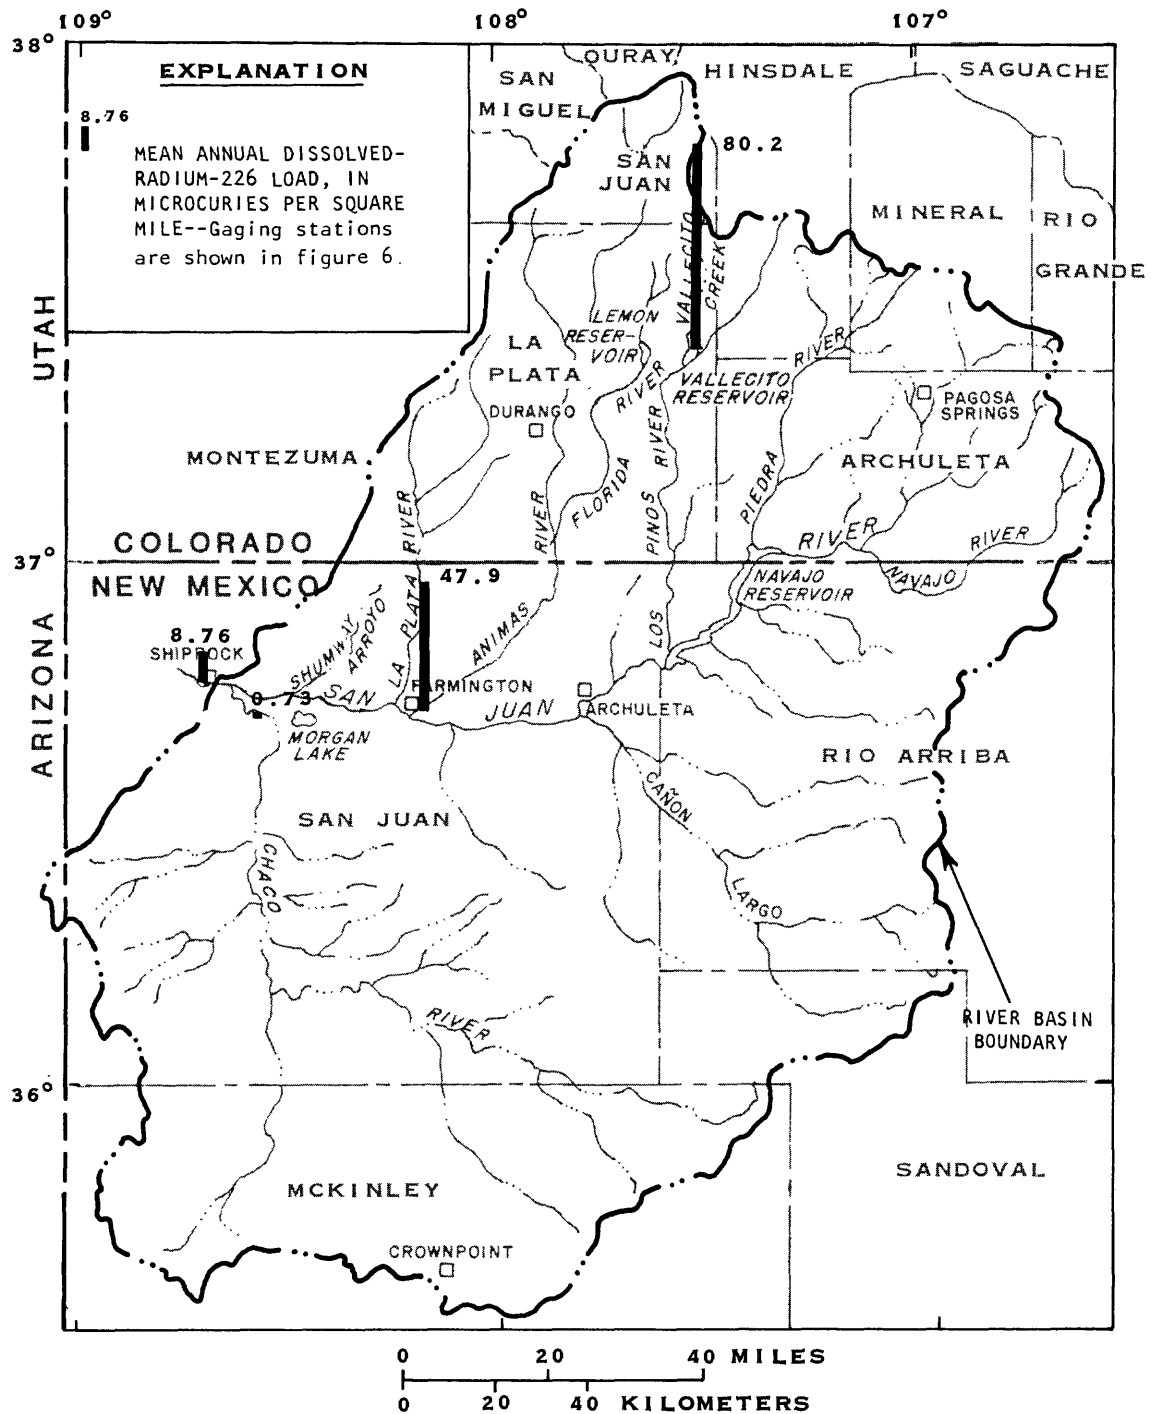 109°
108°
107°
38°
EXPLANATION
8.76
MEAN ANNUAL DISSOLVED-
RADIUM-226 LOAD, IN
MICROCURIES PER SQUARE
MILE--Gaging stations
are shown in figure 6.
OURAY
SAN
MIGUEL
HINSDALE
SAGUACHE
80.2
SAN
JUAN
MINERAL
RIO
GRANDE
VALLECITO
CREEK
UTAH
LEMON
RESER-
VOIR
LA
PLATA
RIVER
VALLECITO
RESERVOIR
DURANGO
RIVER
PAGOSA
SPRINGS
MONTEZUMA
ARCHULETA
RIVER
FLORIDA
RIVER
RIVER
PINOS
LOS
PIEDRA
RIVER
RIVER
NAVAJO
COLORADO
37°
NEW MEXICO
47.9
NAVAJO
RESERVOIR
LA PLATA
ANIMAS
ARIZONA
8.76
SHIPROCK
SHUMWAY
ARROYO
0.73
SAN
FARMINGTON
JUAN
ARCHULETA
MORGAN
LAKE
RIO ARRIBA
SAN JUAN
CAÑON
LARGO
CHACO
RIVER
RIVER BASIN
BOUNDARY
36°
SANDOVAL
MCKINLEY
CROWNPOINT
0 20 40 MILES
0 20 40 KILOMETERS